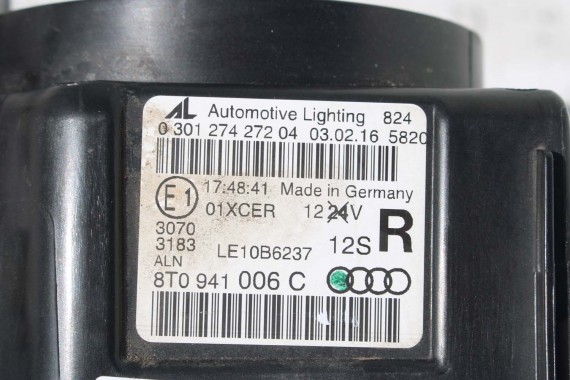 AL Automotive Lighting 824
0 301 274 272 04 03.02.16 5820
E1 17:48:41 Made in Germany
01XCER 12 24V R
3070
3183 LE10B6237 12S
ALN
8T0 941 006 C